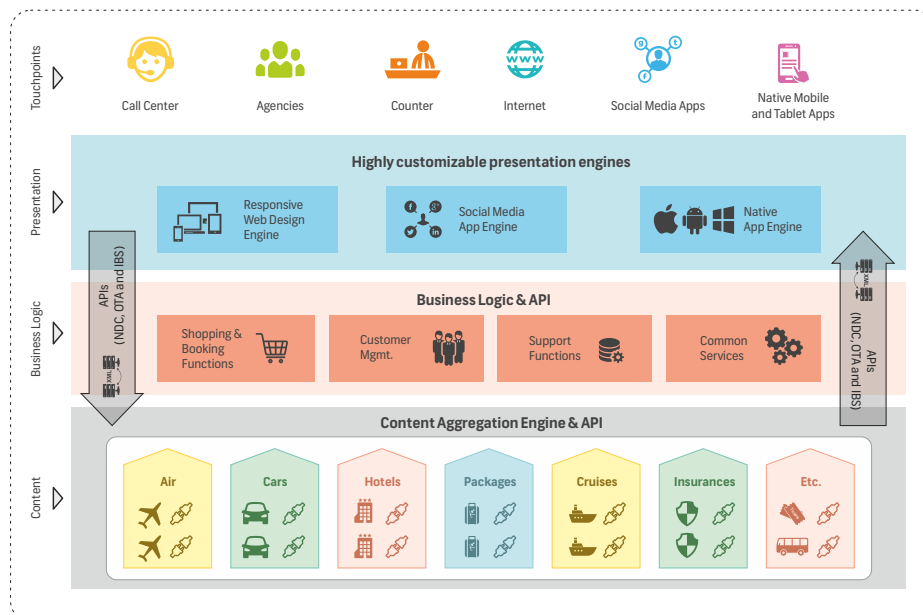 Touchpoints
Call Center
Agencies
Counter
www
Internet
g
t
f
Social Media Apps
Native Mobile
and Tablet Apps
Presentation
Highly customizable presentation engines
Responsive
Web Design
Engine
Social Media
App Engine
Native
App Engine
APIs
(NDC, OTA and IBS)
XML
Business Logic
Business Logic & API
Shopping &
Booking
Functions
Customer
Mgmt.
Support
Functions
Common
Services
XML
APIs
(NDC, OTA and IBS)
Content
Content Aggregation Engine & API
Air
Cars
Hotels
Packages
Cruises
Insurances
Etc.